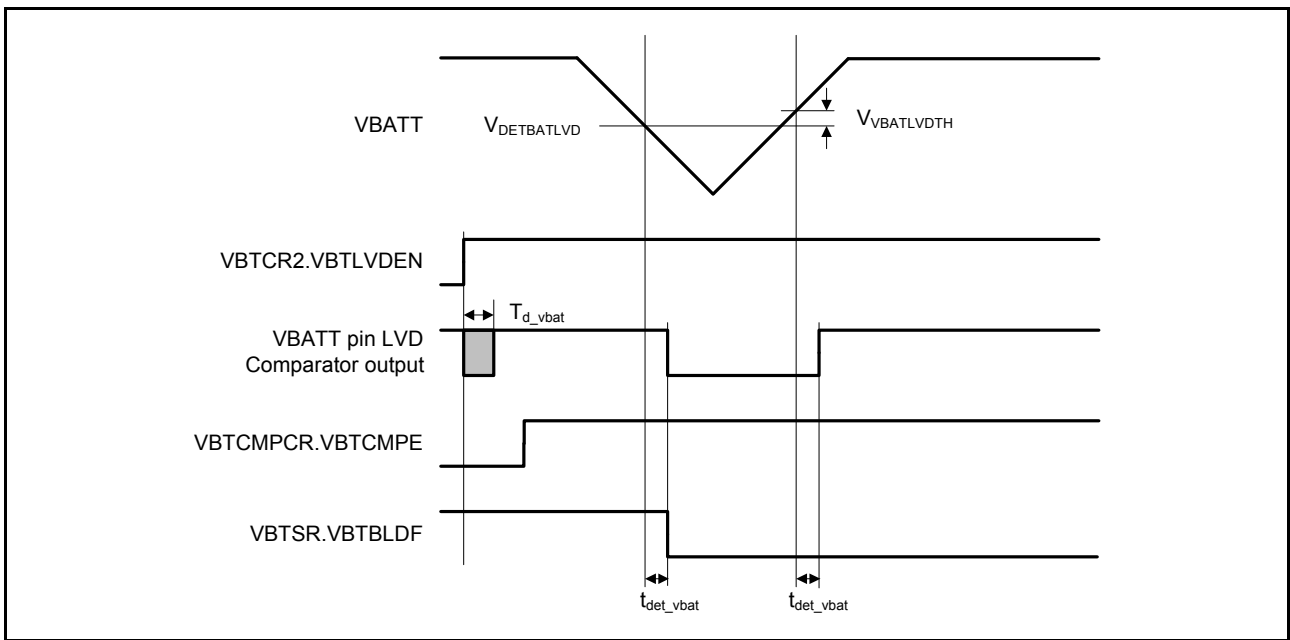 VBATT
VDETBATLVD
VVBATLVDTH
VBTCR2.VBTLVDEN
Td_vbat
VBATT pin LVD
Comparator output
VBTCMPCR.VBTCMPE
VBTSR.VBTBLDF
tdet_vbat
tdet_vbat